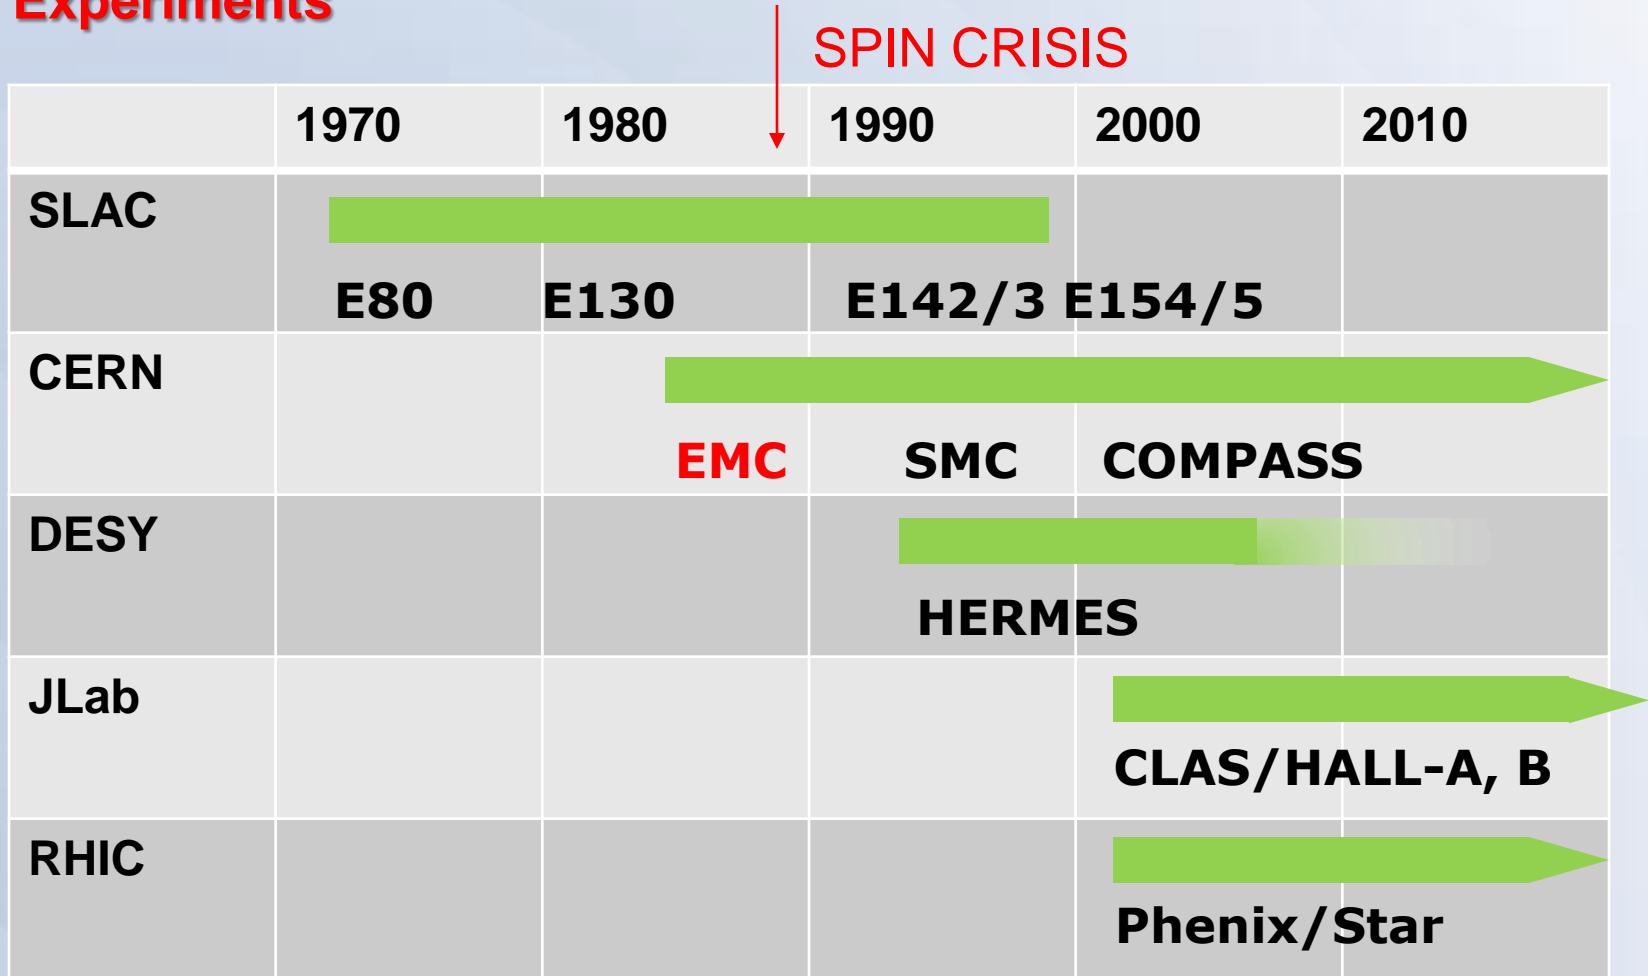 Experiments
SPIN CRISIS
1970 1980 1990 2000 2010
SLAC
E80 E130 E142/3 E154/5
CERN
EMC SMC COMPASS
DESY
HERMES
JLab
CLAS/HALL-A, B
RHIC
Phenix/Star